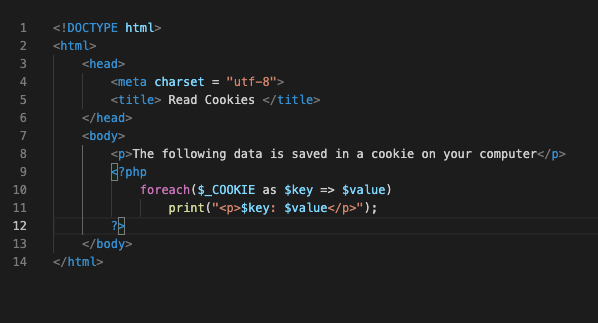 1 <!DOCTYPE html>
2 <html>
3     <head>
4         <meta charset = "utf-8">
5         <title> Read Cookies </title>
6     </head>
7     <body>
8         <p>The following data is saved in a cookie on your computer</p>
9         <?php
10             foreach($_COOKIE as $key => $value)
11                 print("<p>$key: $value</p>");
12         ?>
13     </body>
14 </html>